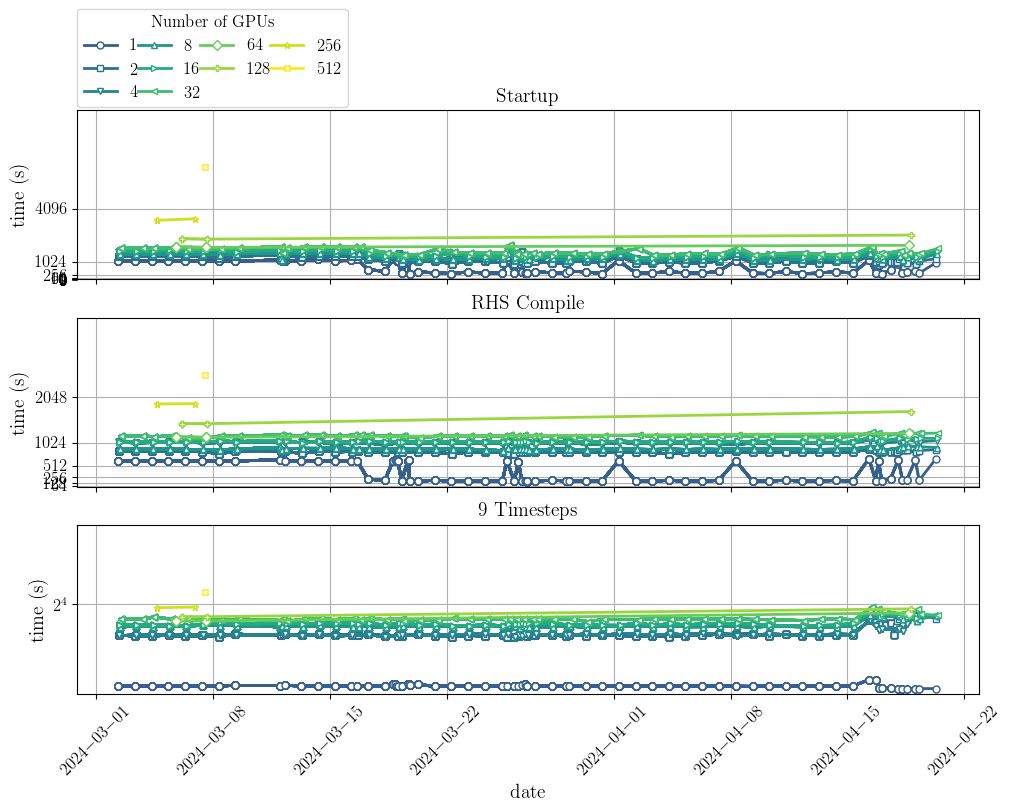 Number of GPUs
1 8 64 256
2 16 128 512
4 32
Startup
time (s)
4096
1024
256
RHS Compile
time (s)
2048
1024
512
256
9 Timesteps
time (s)
2^4
2024−03−01 2024−03−08 2024−03−15 2024−03−22 2024−04−01 2024−04−08 2024−04−15 2024−04−22
date